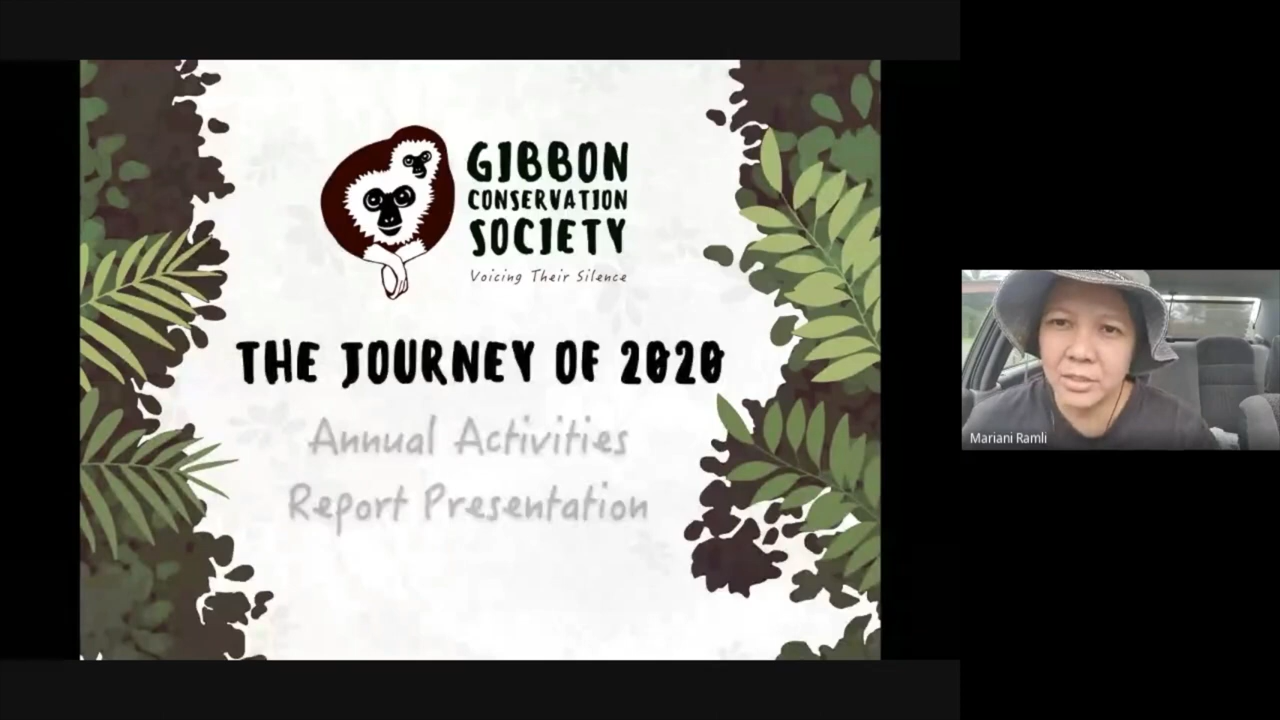 GIBBON
CONSERVATION
SOCIETY
Voicing Their Silence
THE JOURNEY OF 2020
Annual Activities
Report Presentation
Mariani Ramli